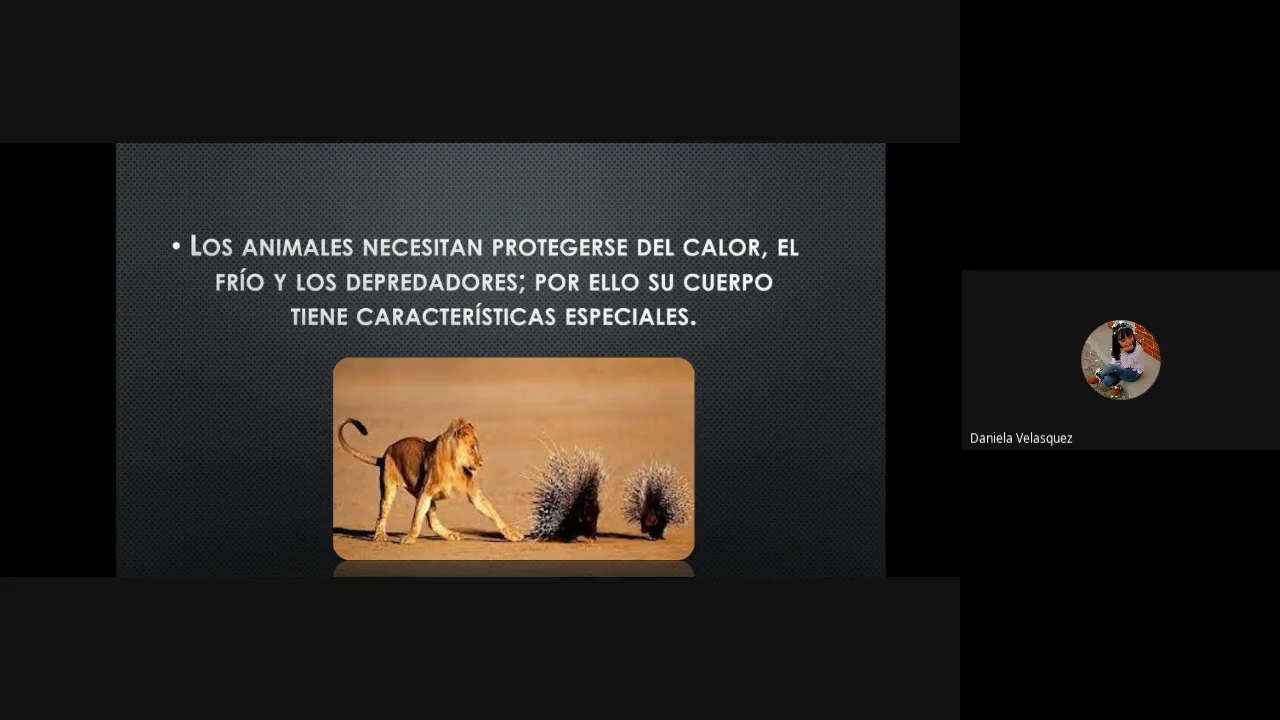 • Los animales necesitan protegerse del calor, el
frío y los depredadores; por ello su cuerpo
tiene características especiales.
Daniela Velasquez